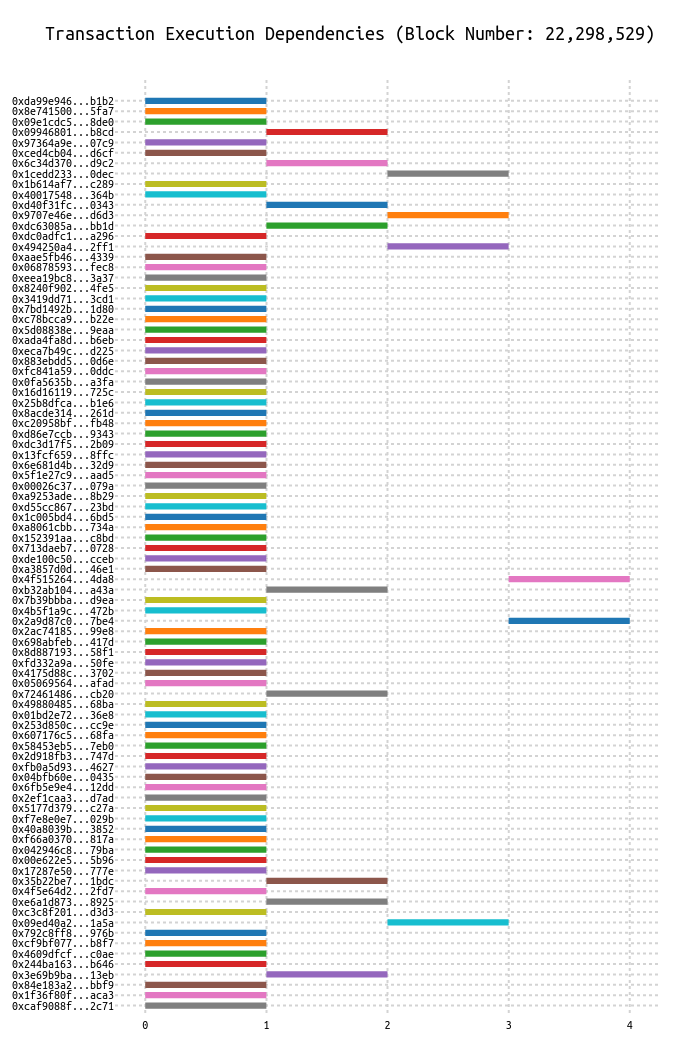 Transaction Execution Dependencies (Block Number: 22,298,529)
0xda99e946...b1b2
0x8e741500...5fa7
0x09e1cdc5...8de0
0x09946801...b8cd
0x97364a9e...07c9
0xced4cb04...d6cf
0x6c34d370...d9c2
0x1cedd233...0dec
0x1b614af7...c289
0x40017548...364b
0xd40f31fc...0343
0x9707e46e...d6d3
0xdc63085a...bb1d
0xdc0adfc1...a296
0x494250a4...2ff1
0xaae5fb46...4339
0x06878593...fec8
0xeea19bc8...3a37
0x8240f902...4fe5
0x3419dd71...3cd1
0x7bd1492b...1d80
0xc78bcca9...b22e
0x5d08838e...9eaa
0xada4fa8d...b6eb
0xeca7b49c...d225
0x883ebdd5...0d6e
0xfc841a59...0ddc
0x0fa5635b...a3fa
0x16d16119...725c
0x25b8dfca...b1e6
0x8acde314...261d
0xc20958bf...fb48
0xd86e7ccb...9343
0xdc3d17f5...2b09
0x13fcf659...8ffc
0x6e681d4b...32d9
0x5f1e27c9...aad5
0x00026c37...079a
0xa9253ade...8b29
0xd55cc867...23bd
0x1c005bd4...6bd5
0xa8061cbb...734a
0x152391aa...c8bd
0x713daeb7...0728
0xde100c50...cceb
0xa3857d0d...46e1
0x4f515264...4da8
0xb32ab104...a43a
0x7b39bbba...d9ea
0x4b5f1a9c...472b
0x2a9d87c0...7be4
0x2ac74185...99e8
0x698abfeb...417d
0x8d887193...58f1
0xfd332a9a...50fe
0x4175d88c...3702
0x05069564...afad
0x72461486...cb20
0x49880485...68ba
0x01bd2e72...36e8
0x253d850c...cc9e
0x607176c5...68fa
0x58453eb5...7eb0
0x2d918fb3...747d
0xfb0a5d93...4627
0x04bfb60e...0435
0x6fb5e9e4...12dd
0x2ef1caa3...d7ad
0x5177d379...c27a
0xf7e8e0e7...029b
0x40a8039b...3852
0xf66a0370...817a
0x042946c8...79ba
0x00e622e5...5b96
0x17287e50...777e
0x35b22be7...1bdc
0x4f5e64d2...2fd7
0xe6a1d873...8925
0xc3c8f201...d3d3
0x09ed40a2...1a5a
0x792c8ff8...976b
0xcf9bf077...b8f7
0x4609dfcf...c0ae
0x244ba163...b646
0x3e69b9ba...13eb
0x84e183a2...bbf9
0x1f36f80f...aca3
0xcaf9088f...2c71
0 1 2 3 4